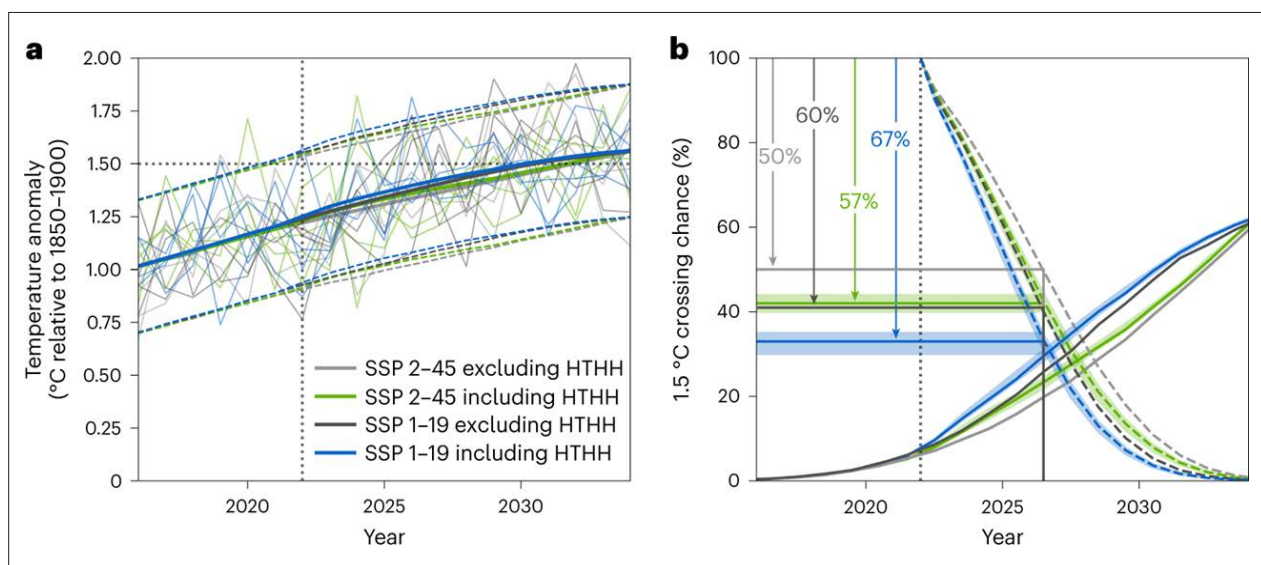 a
Temperature anomaly
(°C relative to 1850–1900)
2.00
1.75
1.50
1.25
1.00
0.75
0.50
0.25
0
SSP 2–45 excluding HTHH
SSP 2–45 including HTHH
SSP 1–19 excluding HTHH
SSP 1–19 including HTHH
2020
2025
2030
Year
b
1.5 °C crossing chance (%)
100
80
60
40
20
0
50%
60%
57%
67%
2020
2025
2030
Year